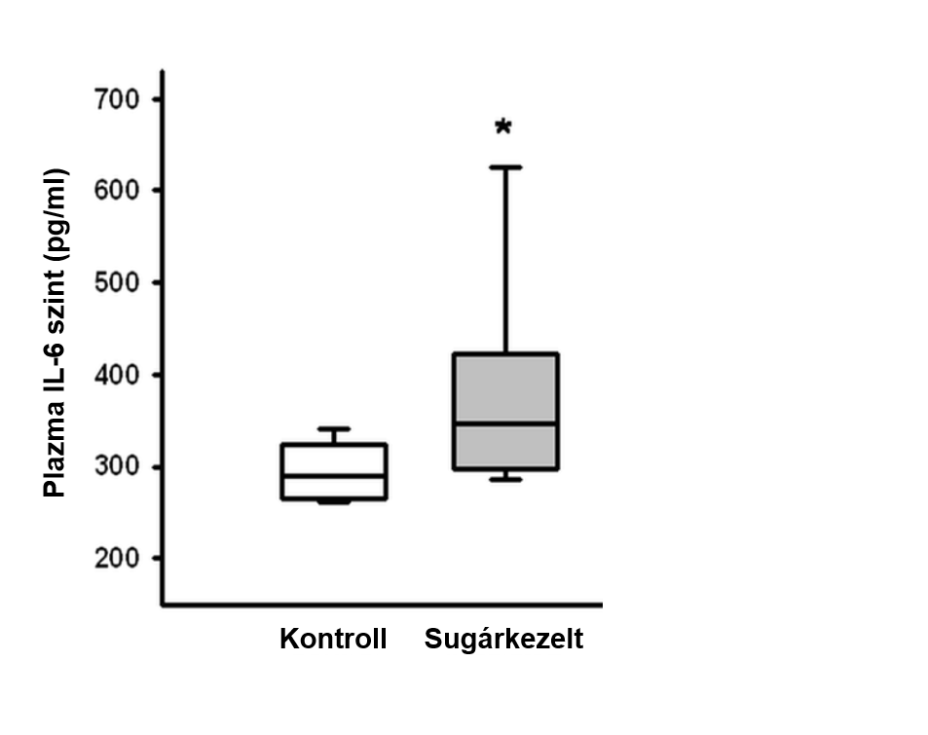 Plazma IL-6 szint (pg/ml)
700
600
500
400
300
200
*
Kontroll
Sugárkezelt